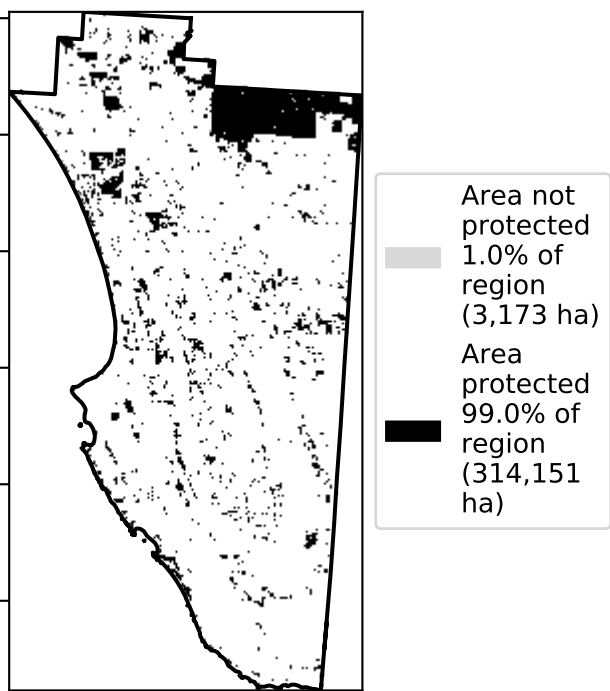 Area not
protected
1.0% of
region
(3,173 ha)
Area
protected
99.0% of
region
(314,151
ha)